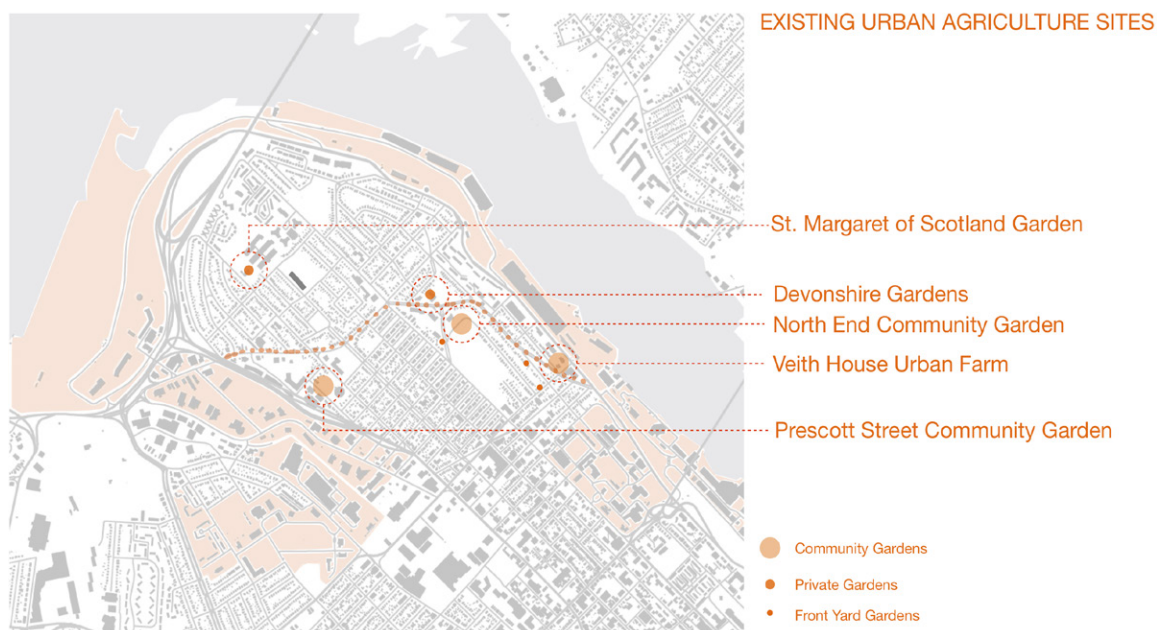 EXISTING URBAN AGRICULTURE SITES
St. Margaret of Scotland Garden
Devonshire Gardens
North End Community Garden
Veith House Urban Farm
Prescott Street Community Garden
Community Gardens
Private Gardens
Front Yard Gardens